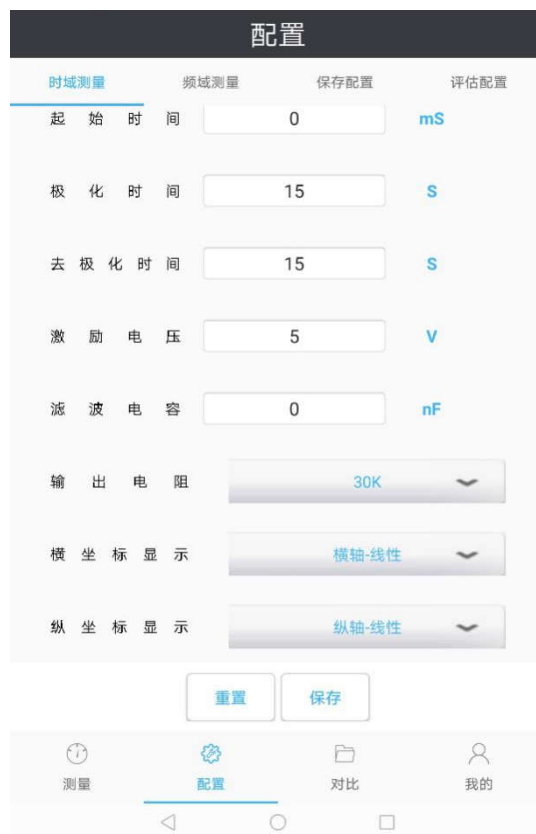 配置
时域测量 频域测量 保存配置 评估配置
起始时间 0 mS
极化时间 15 S
去极化时间 15 S
激励电压 5 V
滤波电容 0 nF
输出电阻 30K
横坐标显示 横轴-线性
纵坐标显示 纵轴-线性
重置 保存
测量 配置 对比 我的